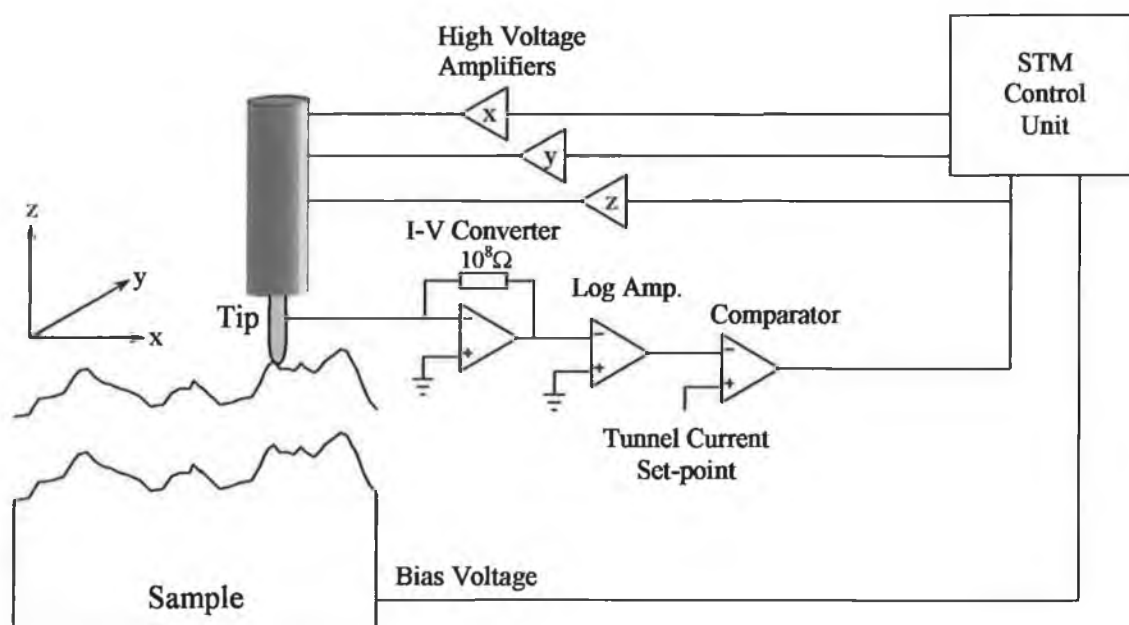 High Voltage
Amplifiers
STM
Control
Unit
x
y
z
z
y
x
I-V Converter
10⁸Ω
Log Amp.
Comparator
Tip
-
+
-
+
-
+
Tunnel Current
Set-point
Bias Voltage
Sample